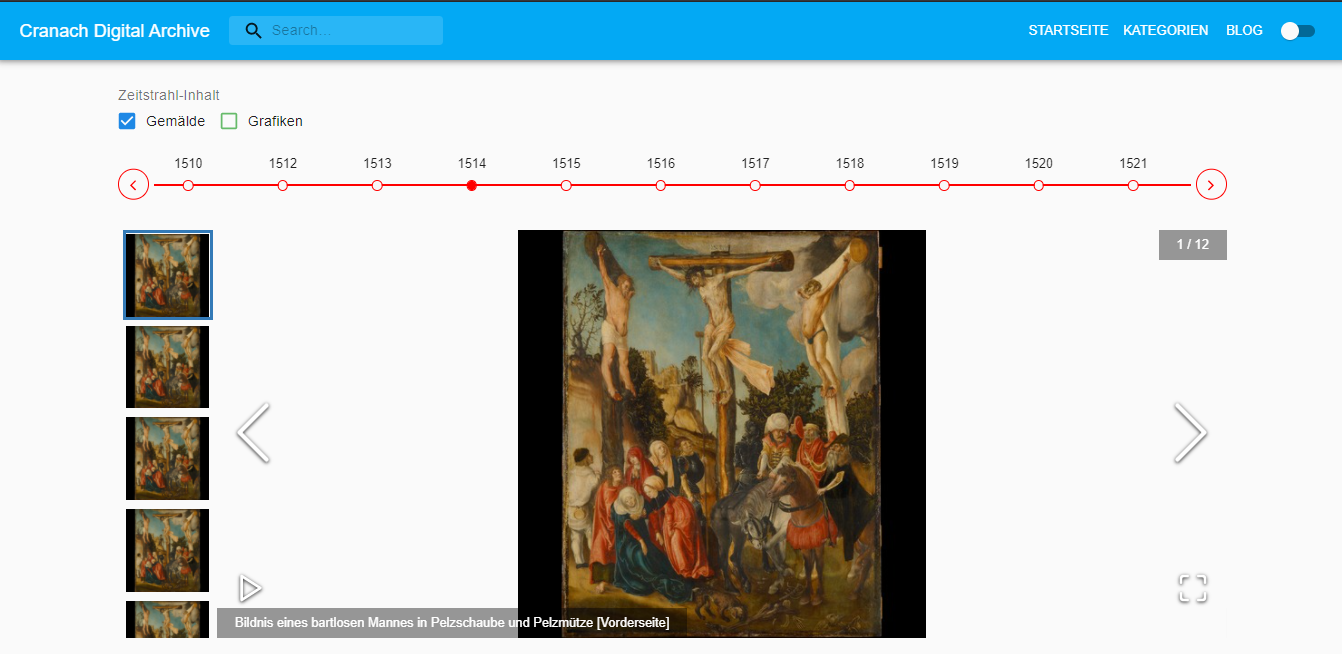 Cranach Digital Archive
Search...
STARTSEITE KATEGORIEN BLOG
Zeitstrahl-Inhalt
Gemälde Grafiken
1510 1512 1513 1514 1515 1516 1517 1518 1519 1520 1521
1 / 12
Bildnis eines bartlosen Mannes in Pelzschaube und Pelzmütze [Vorderseite]